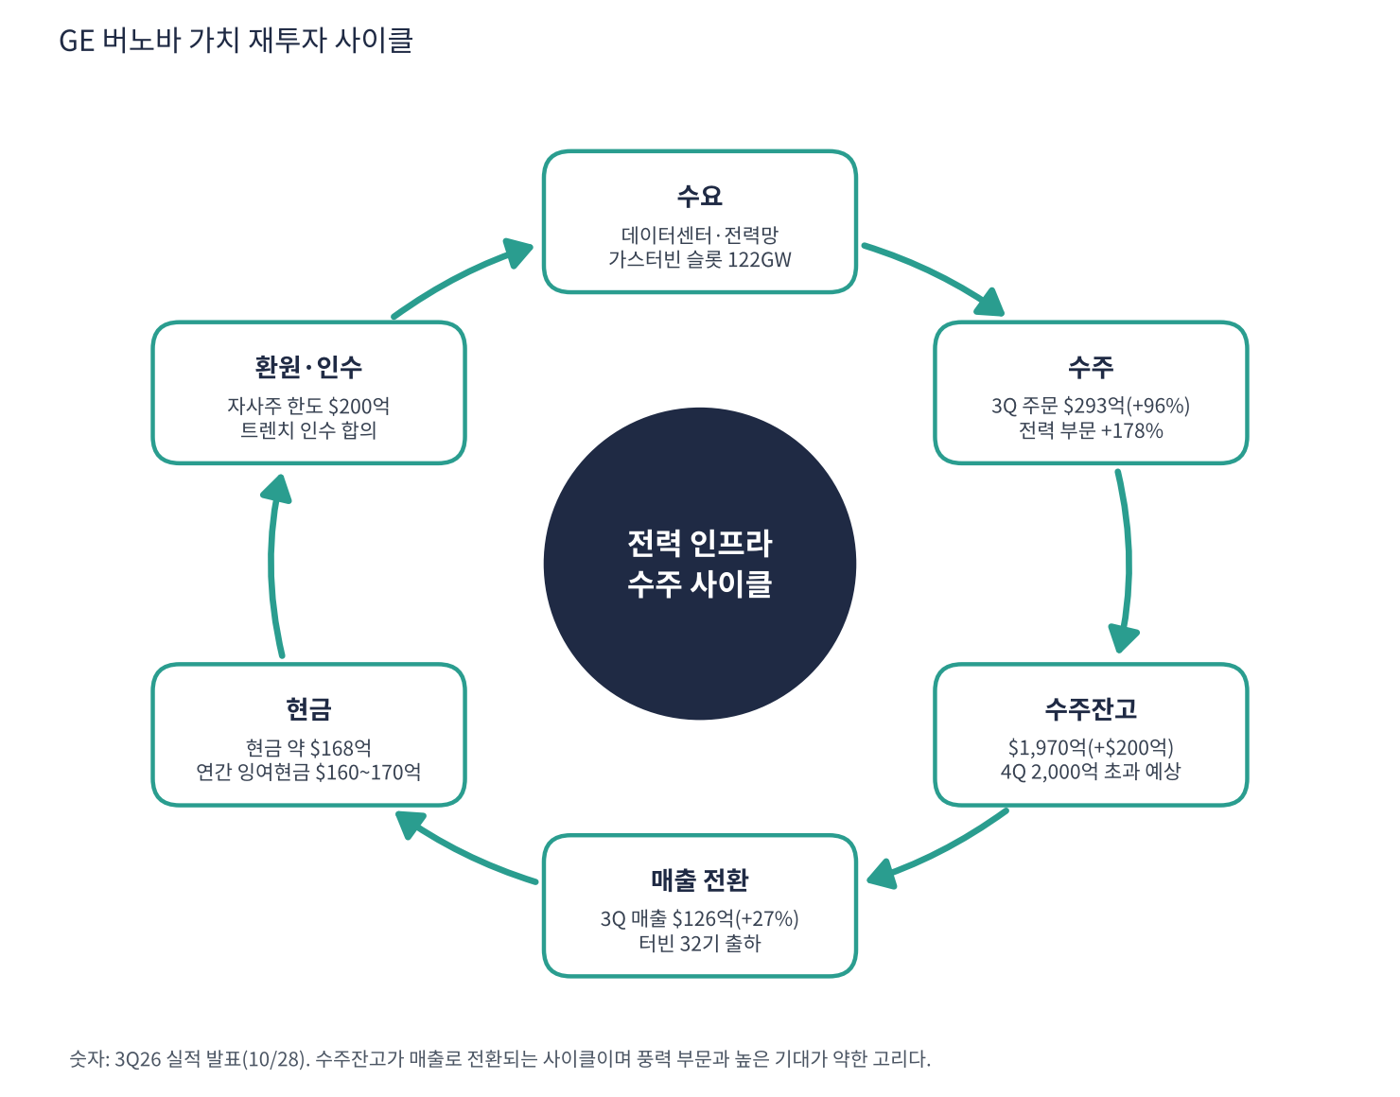 GE 버노바 가치 재투자 사이클
수요
데이터센터·전력망
가스터빈 슬롯 122GW
수주
3Q 주문 $293억(+96%)
전력 부문 +178%
수주잔고
$1,970억(+$200억)
4Q 2,000억 초과 예상
매출 전환
3Q 매출 $126억(+27%)
터빈 32기 출하
현금
현금 약 $168억
연간 잉여현금 $160~170억
환원·인수
자사주 한도 $200억
트렌치 인수 합의
전력 인프라
수주 사이클
숫자: 3Q26 실적 발표(10/28). 수주잔고가 매출로 전환되는 사이클이며 풍력 부문과 높은 기대가 약한 고리다.